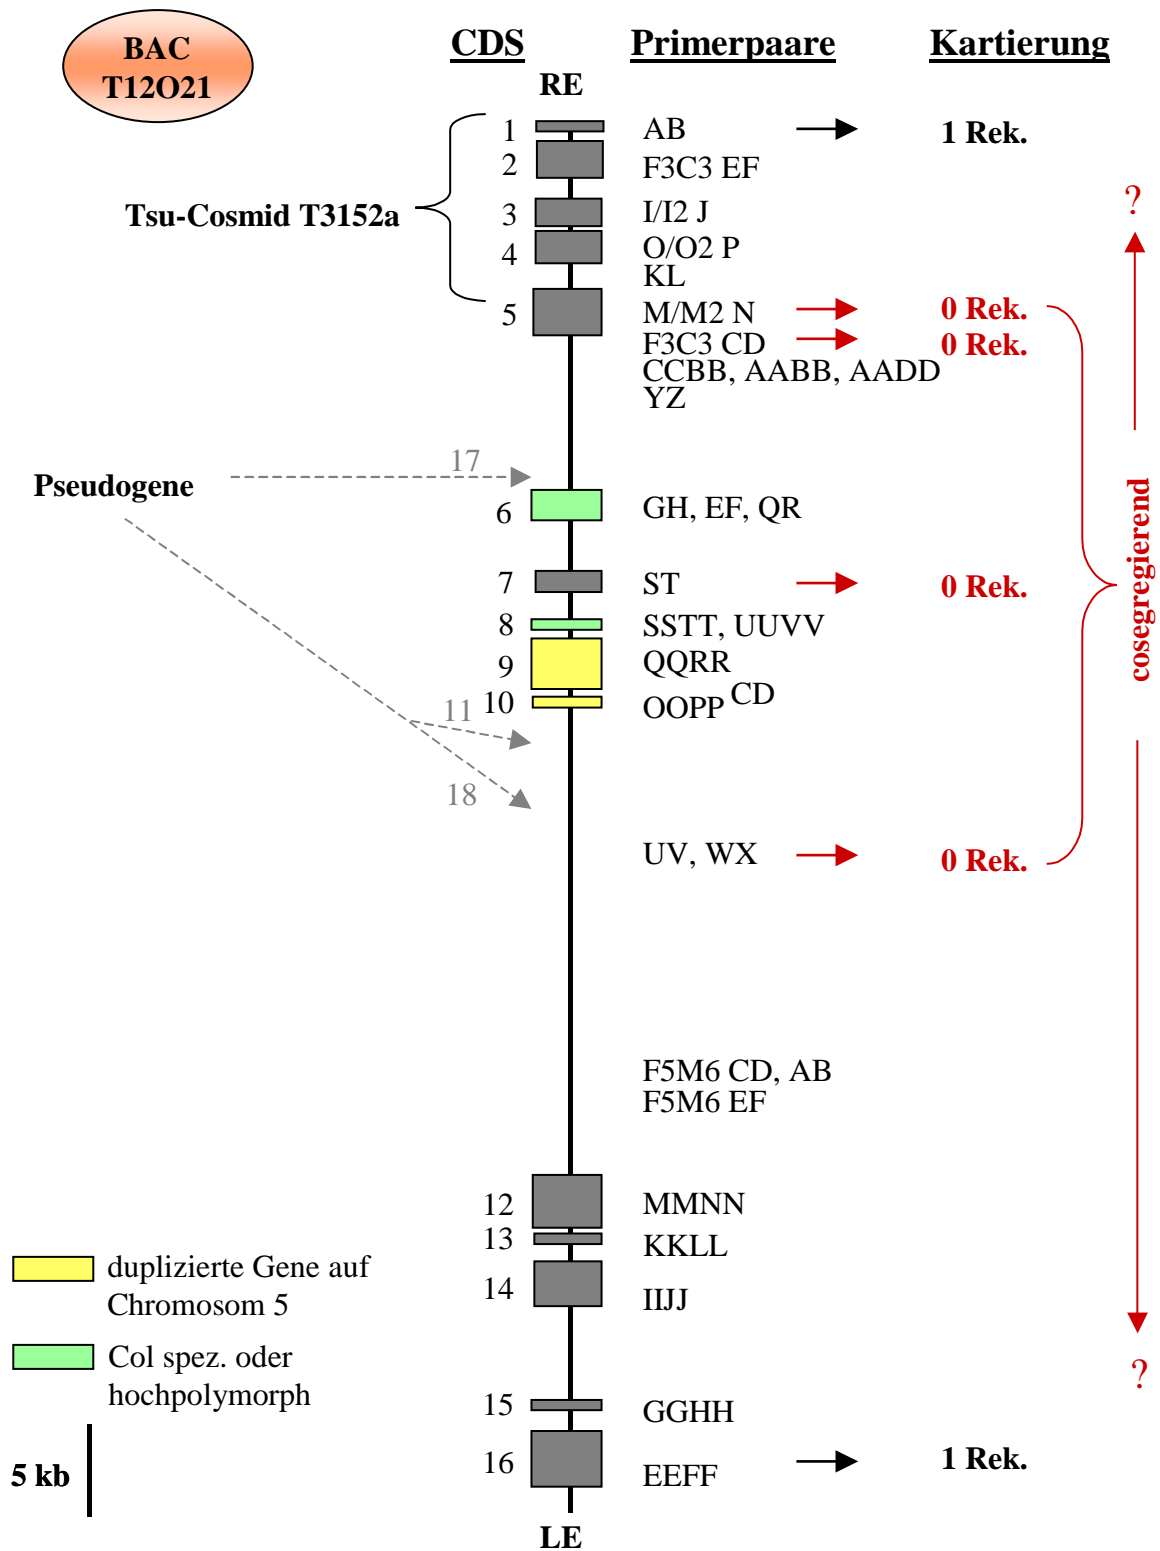 BAC
T12O21
CDS Primerpaare Kartierung
RE
1 AB 1 Rek.
2 F3C3 EF
Tsu-Cosmid T3152a
3 I/I2 J
?
4 O/O2 P
KL
5 M/M2 N 0 Rek.
F3C3 CD 0 Rek.
CCBB, AABB, AADD
YZ
17
Pseudogene
6 GH, EF, QR
cosegregierend
7 ST 0 Rek.
8 SSTT, UUVV
9 QQRR
10 OOPP CD
11
18
UV, WX 0 Rek.
F5M6 CD, AB
F5M6 EF
12 MMNN
13 KKLL
14 IIJJ
duplizierte Gene auf
Chromosom 5
Col spez. oder
hochpolymorph
?
15 GGHH
16 EEFF 1 Rek.
5 kb
LE